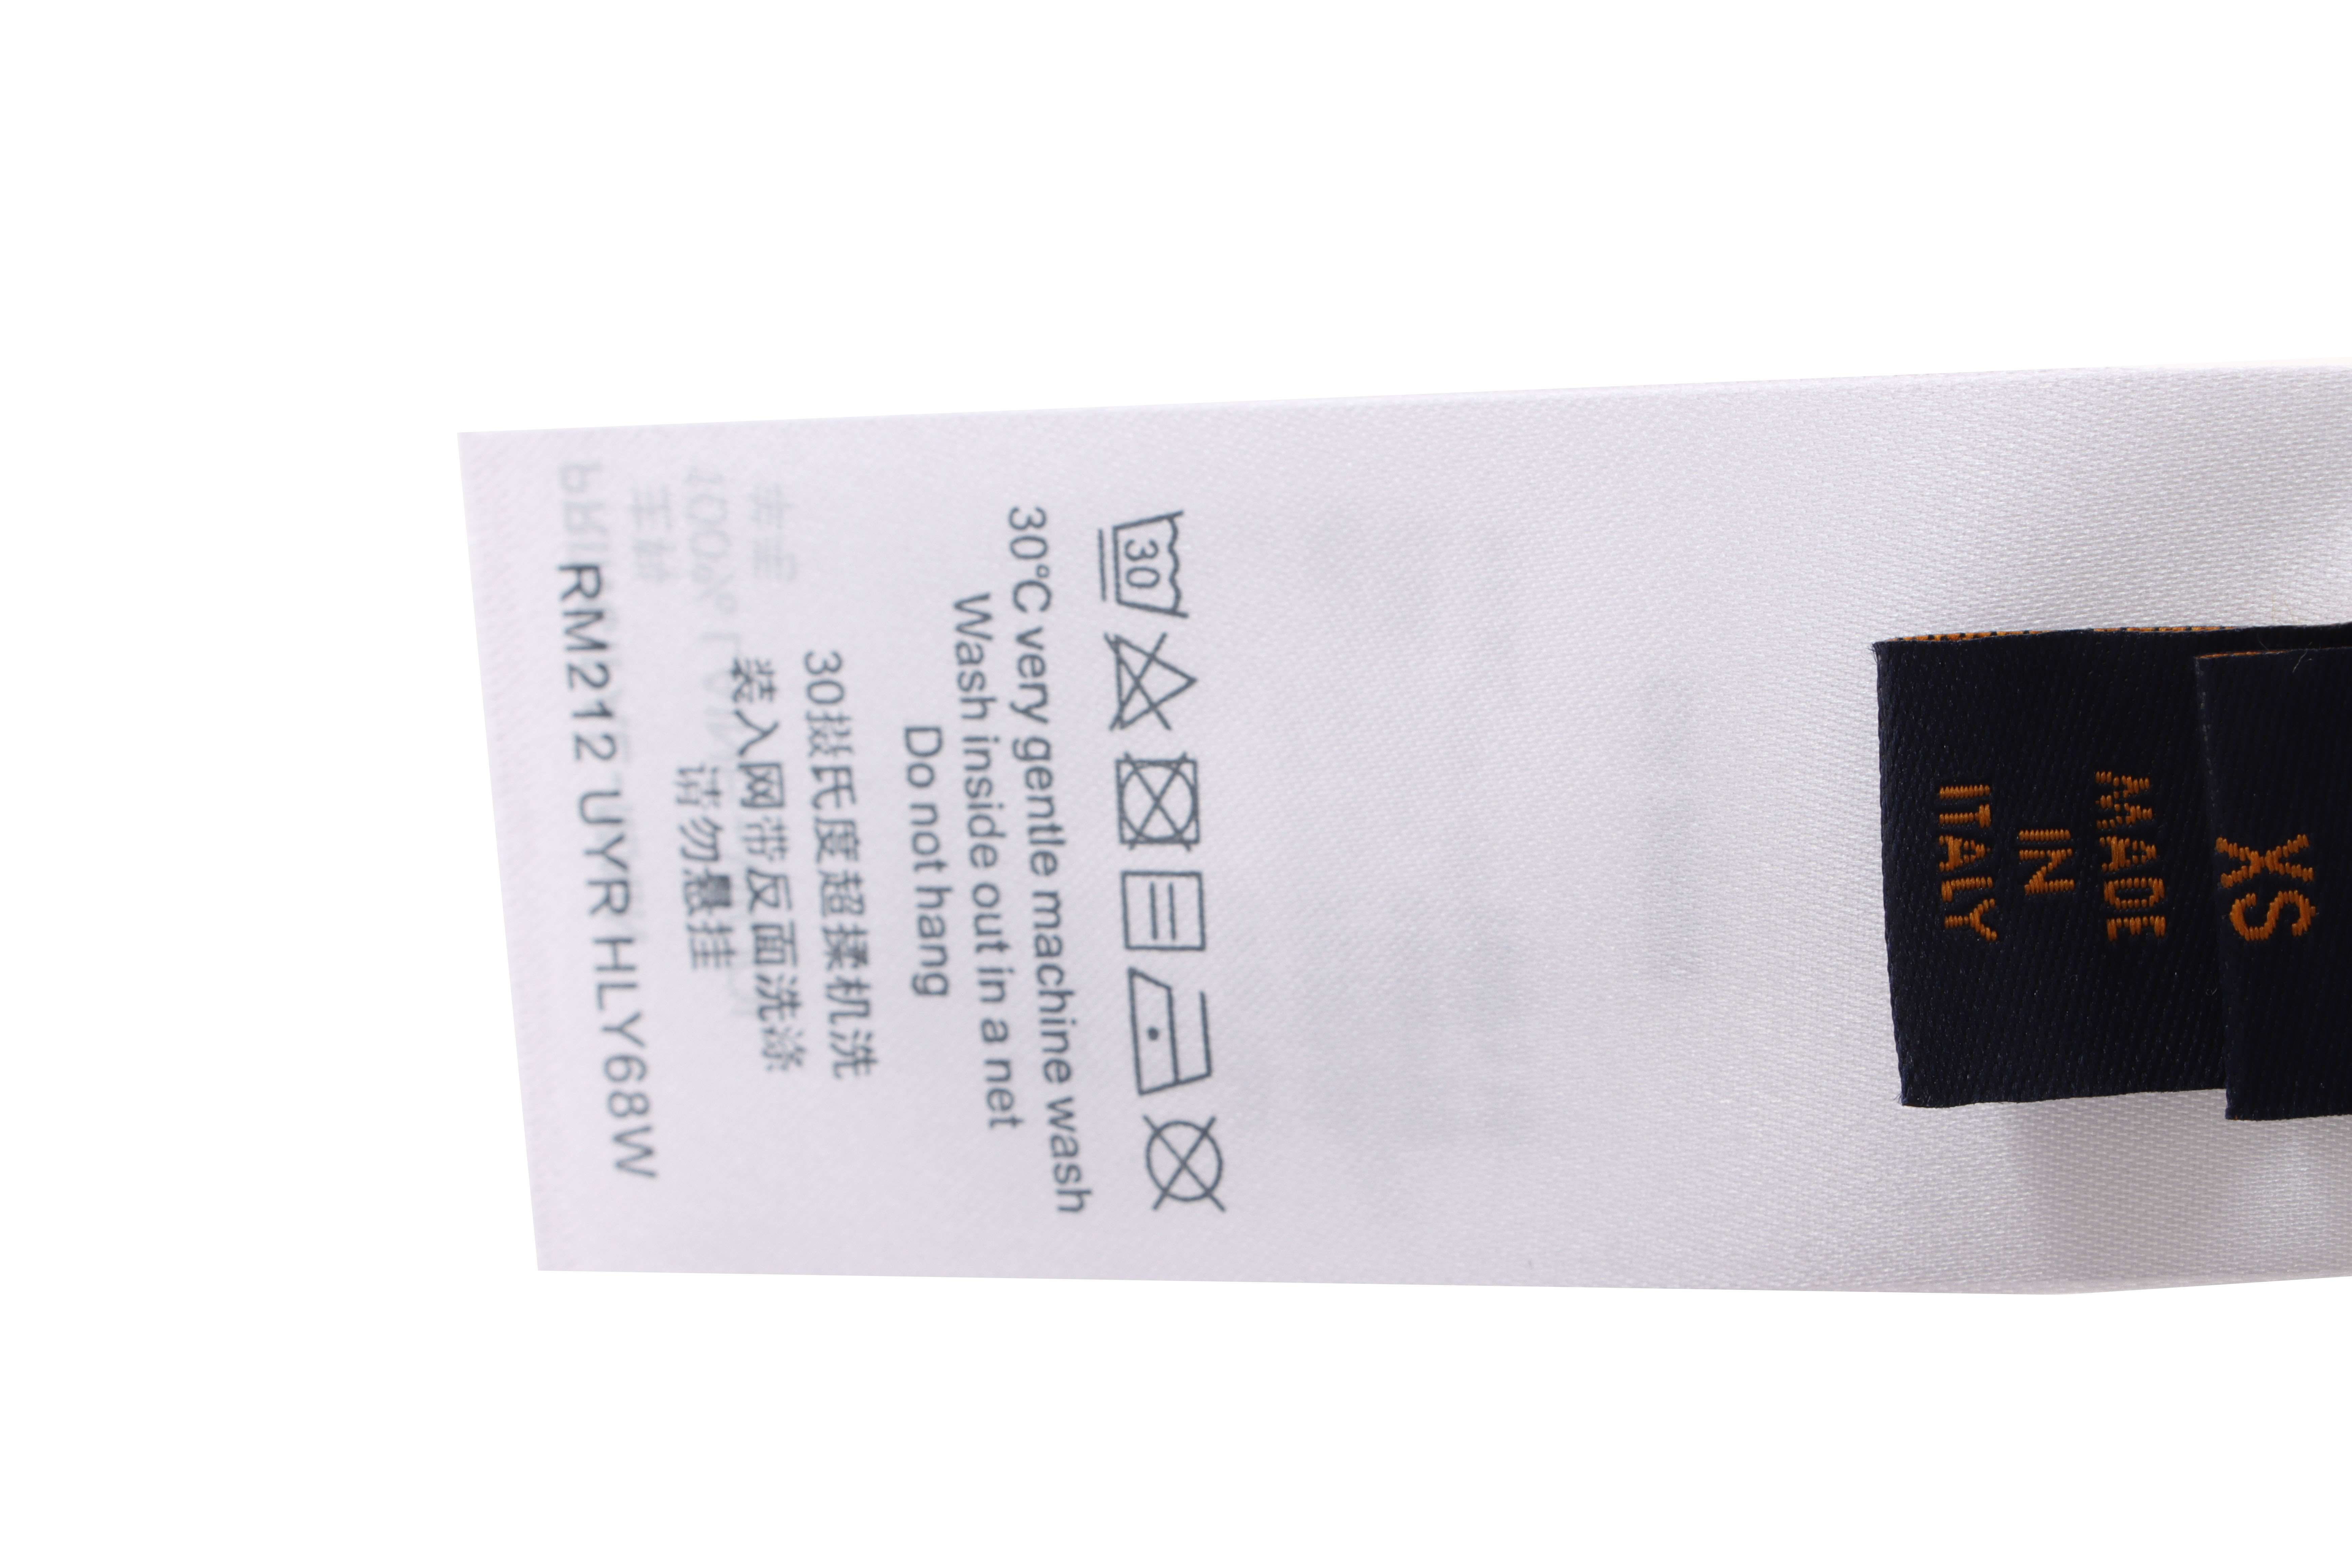 XS
MADE
IN
ITALY
30
30°C very gentle machine wash
Wash inside out in a net
Do not hang
30摄氏度超揉机洗
装入网带反面洗涤
请勿悬挂
RM212 UYR HLY68W